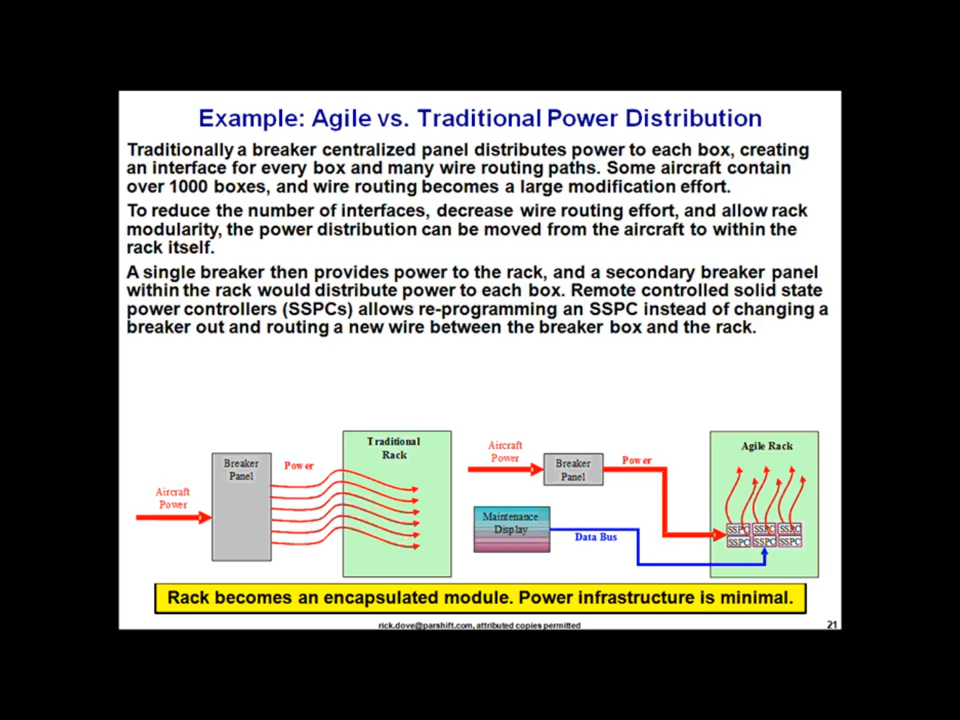 Example: Agile vs. Traditional Power Distribution
Traditionally a breaker centralized panel distributes power to each box, creating
an interface for every box and many wire routing paths. Some aircraft contain
over 1000 boxes, and wire routing becomes a large modification effort.
To reduce the number of interfaces, decrease wire routing effort, and allow rack
modularity, the power distribution can be moved from the aircraft to within the
rack itself.
A single breaker then provides power to the rack, and a secondary breaker panel
within the rack would distribute power to each box. Remote controlled solid state
power controllers (SSPCs) allows re-programming an SSPC instead of changing a
breaker out and routing a new wire between the breaker box and the rack.
Aircraft
Power
Breaker
Panel
Power
Traditional
Rack
Aircraft
Power
Breaker
Panel
Power
Maintenance
Display
Data Bus
Agile Rack
SSPC SSPC SSPC
SSPC SSPC SSPC
Rack becomes an encapsulated module. Power infrastructure is minimal.
rick.dove@parshift.com, attributed copies permitted
21